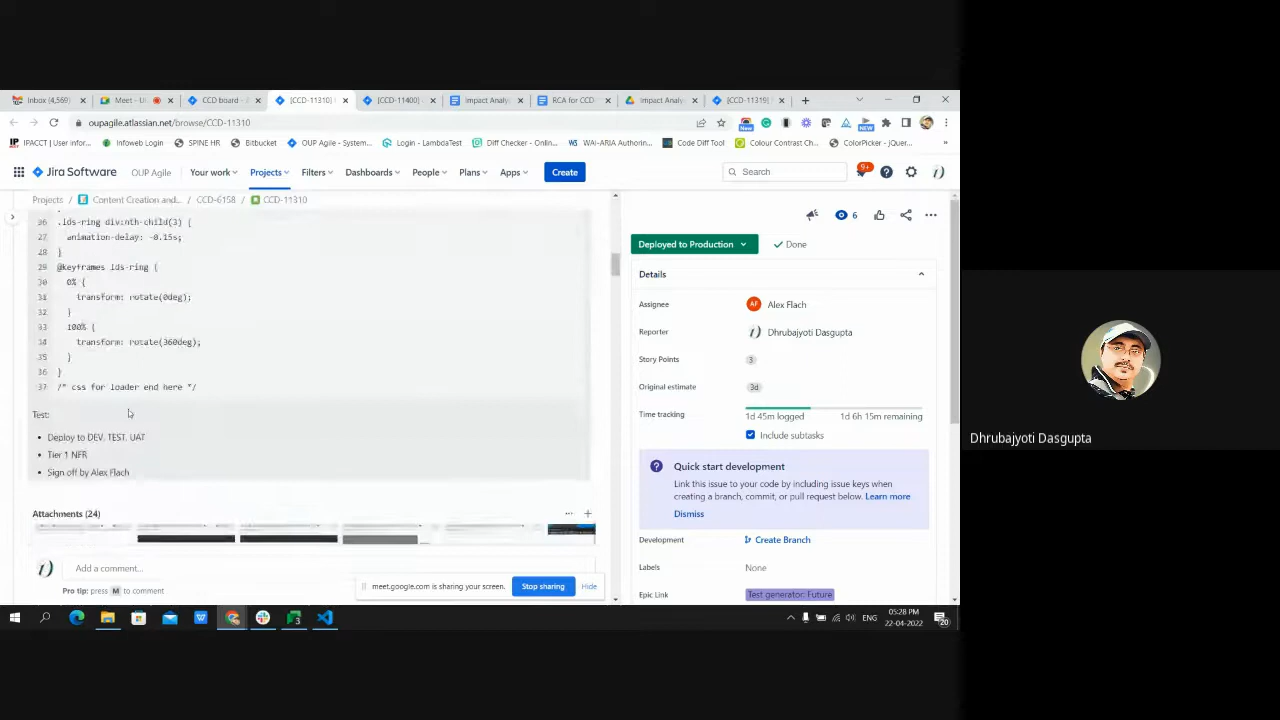 Inbox (4,569)
Meet - U
CCD board -
[CCD-11310]
[CCD-11400]
Impact Analy
RCA for CCD
Impact Analy
[CCD-11319]
oupagile.atlassian.net/browse/CCD-11310
IPACCT | User infor...
Infoweb Login
SPINE HR
Bitbucket
OUP Agile - System...
Login - LambdaTest
Diff Checker - Onlin...
WAI-ARIA Authorin...
Code Diff Tool
Colour Contrast Ch...
ColorPicker - jQuer...
Jira Software
OUP Agile
Your work
Projects
Filters
Dashboards
People
Plans
Apps
Create
Search
9+
Projects / Content Creation and... / CCD-6158 / CCD-11310
6
26 .lds-ring div:nth-child(3) {
27 animation-delay: -0.15s;
28 }
29 @keyframes lds-ring {
30 0% {
31 transform: rotate(0deg);
32 }
33 100% {
34 transform: rotate(360deg);
35 }
36 }
37 /* css for loader end here */
Test:
• Deploy to DEV, TEST, UAT
• Tier 1 NFR
• Sign off by Alex Flach
Attachments (24)
Add a comment...
Pro tip: press M to comment
meet.google.com is sharing your screen.
Stop sharing
Hide
Deployed to Production
Done
Details
Assignee
AF Alex Flach
Reporter
Dhrubajyoti Dasgupta
Story Points
3
Original estimate
3d
Time tracking
1d 45m logged
1d 6h 15m remaining
Include subtasks
Quick start development
Link this issue to your code by including issue keys when
creating a branch, commit, or pull request below. Learn more
Dismiss
Development
Create Branch
Labels
None
Epic Link
Test generator: Future
ENG
05:28 PM
22-04-2022
20
Dhrubajyoti Dasgupta